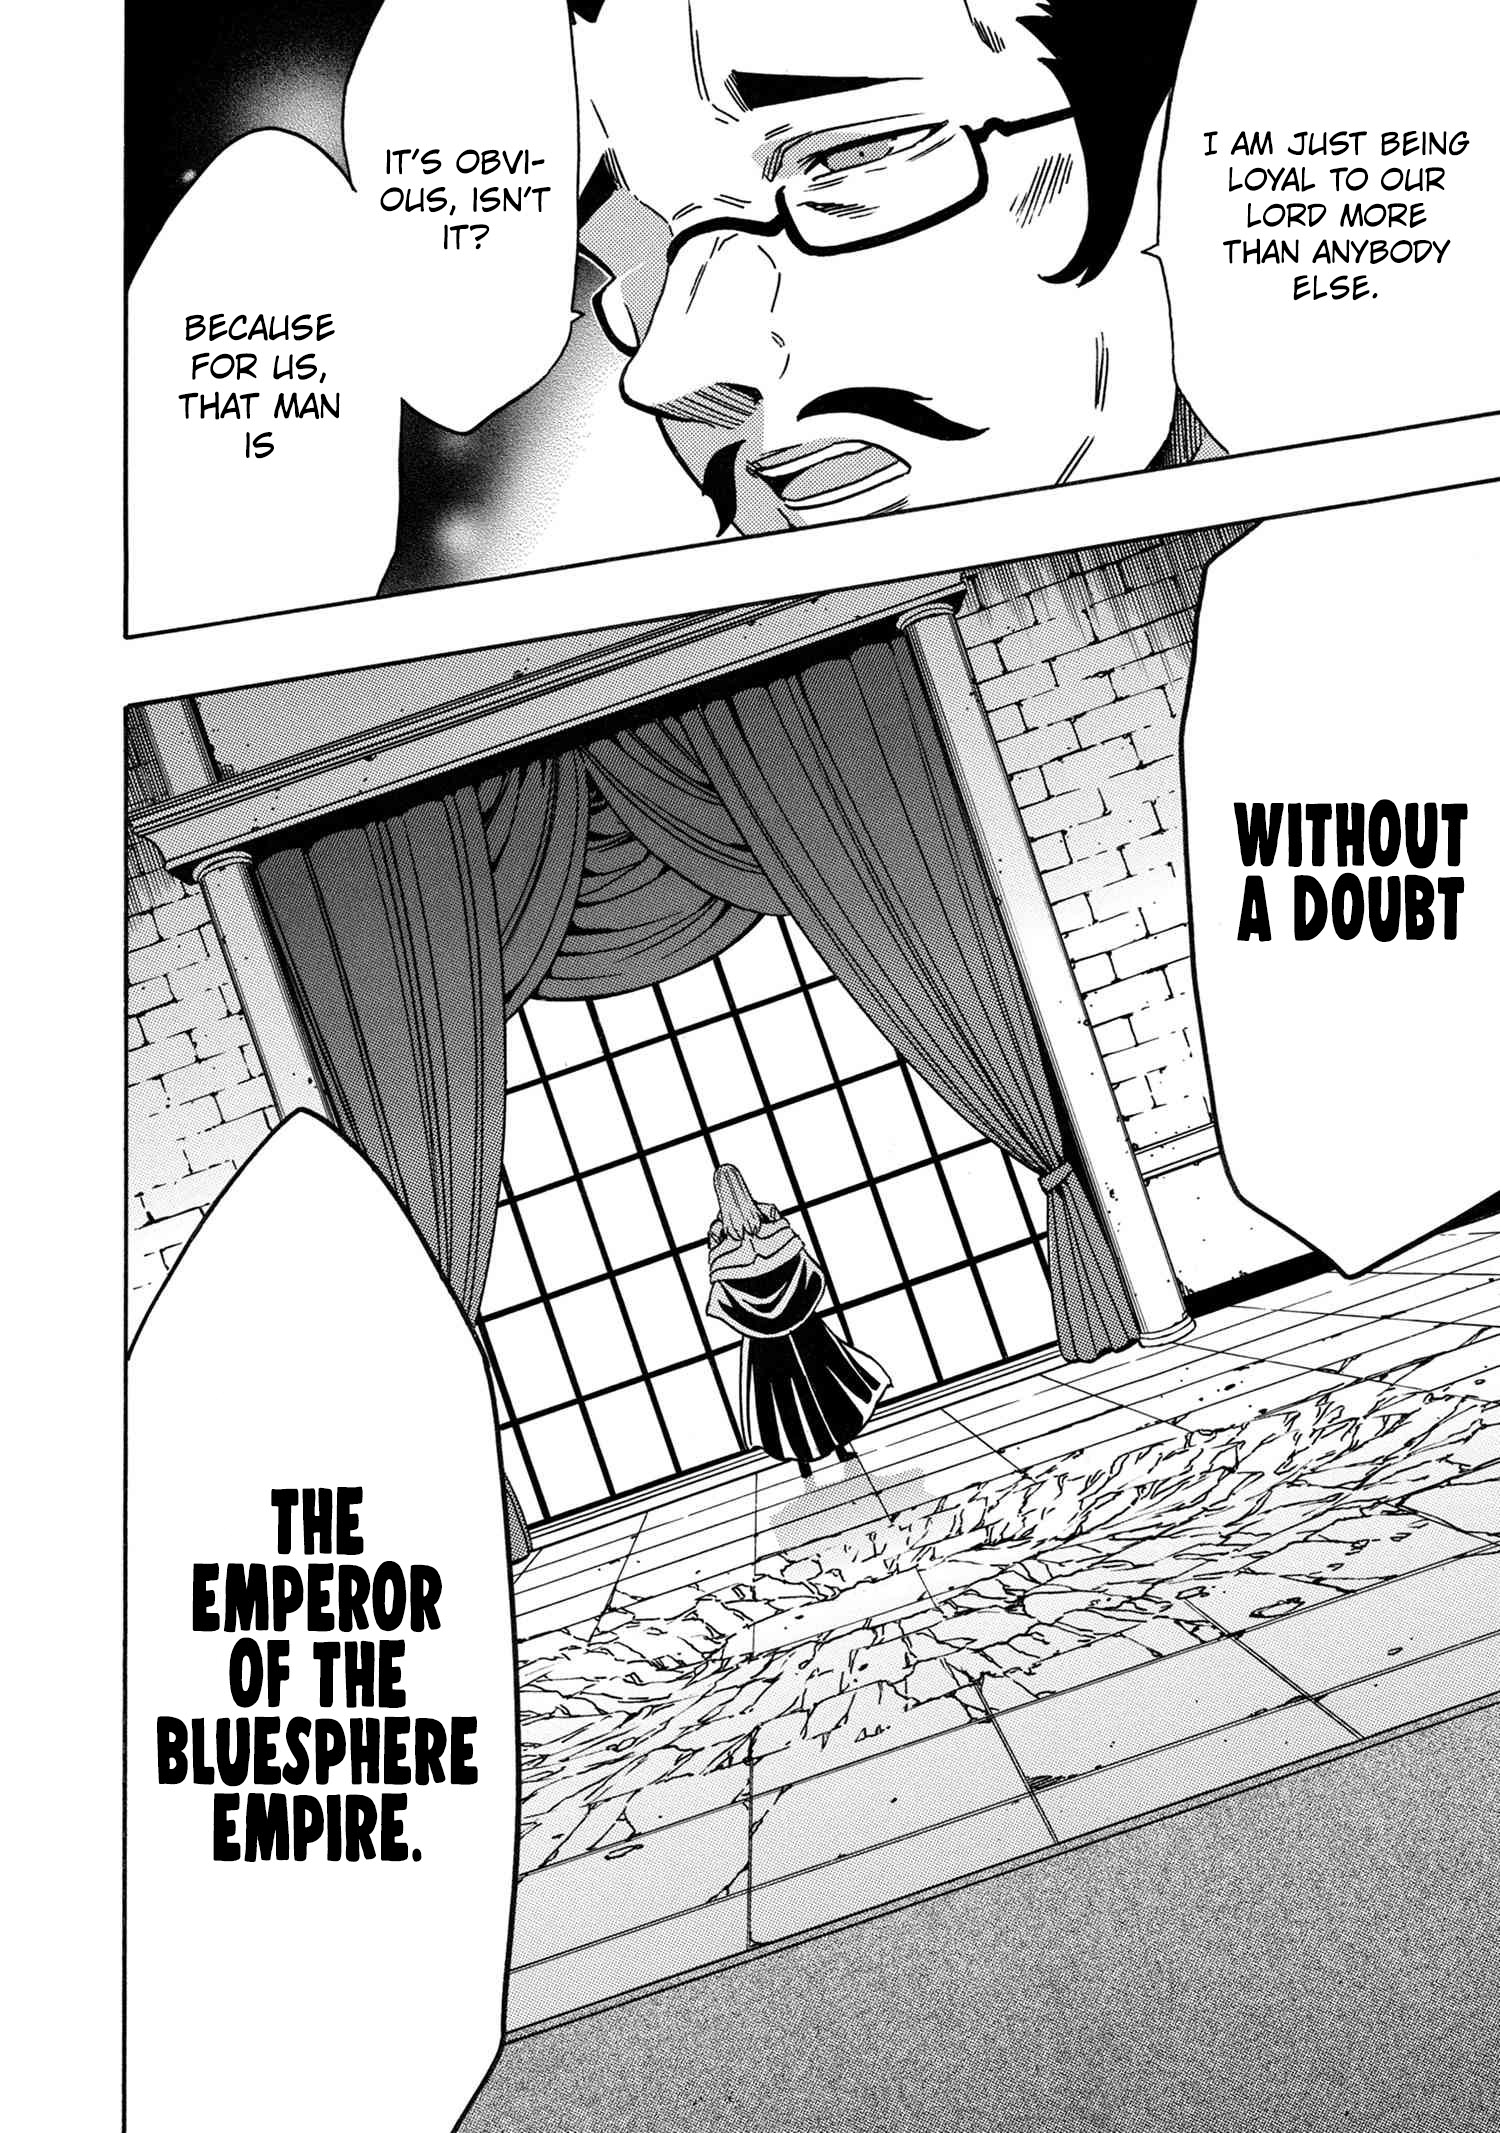 I AM JUST BEING
LOYAL TO OUR
LORD MORE
THAN ANYBODY
ELSE.
IT'S OBVI-
OUS, ISN'T
IT?
BECAUSE
FOR US,
THAT MAN
IS
WITHOUT
A DOUBT
THE
EMPEROR
OF THE
BLUESPHERE
EMPIRE.